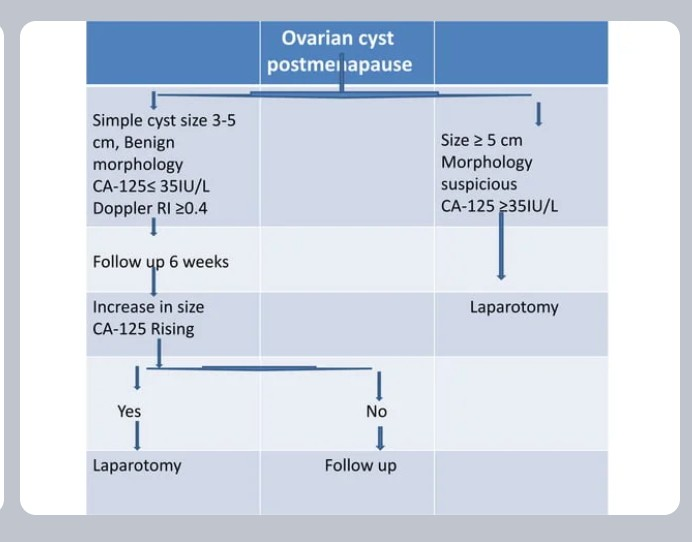 Ovarian cyst
postmenapause
Simple cyst size 3-5
cm, Benign
morphology
CA-125≤ 35IU/L
Doppler RI ≥0.4
Size ≥ 5 cm
Morphology
suspicious
CA-125 ≥35IU/L
Follow up 6 weeks
Increase in size
CA-125 Rising
Laparotomy
Yes
No
Laparotomy
Follow up